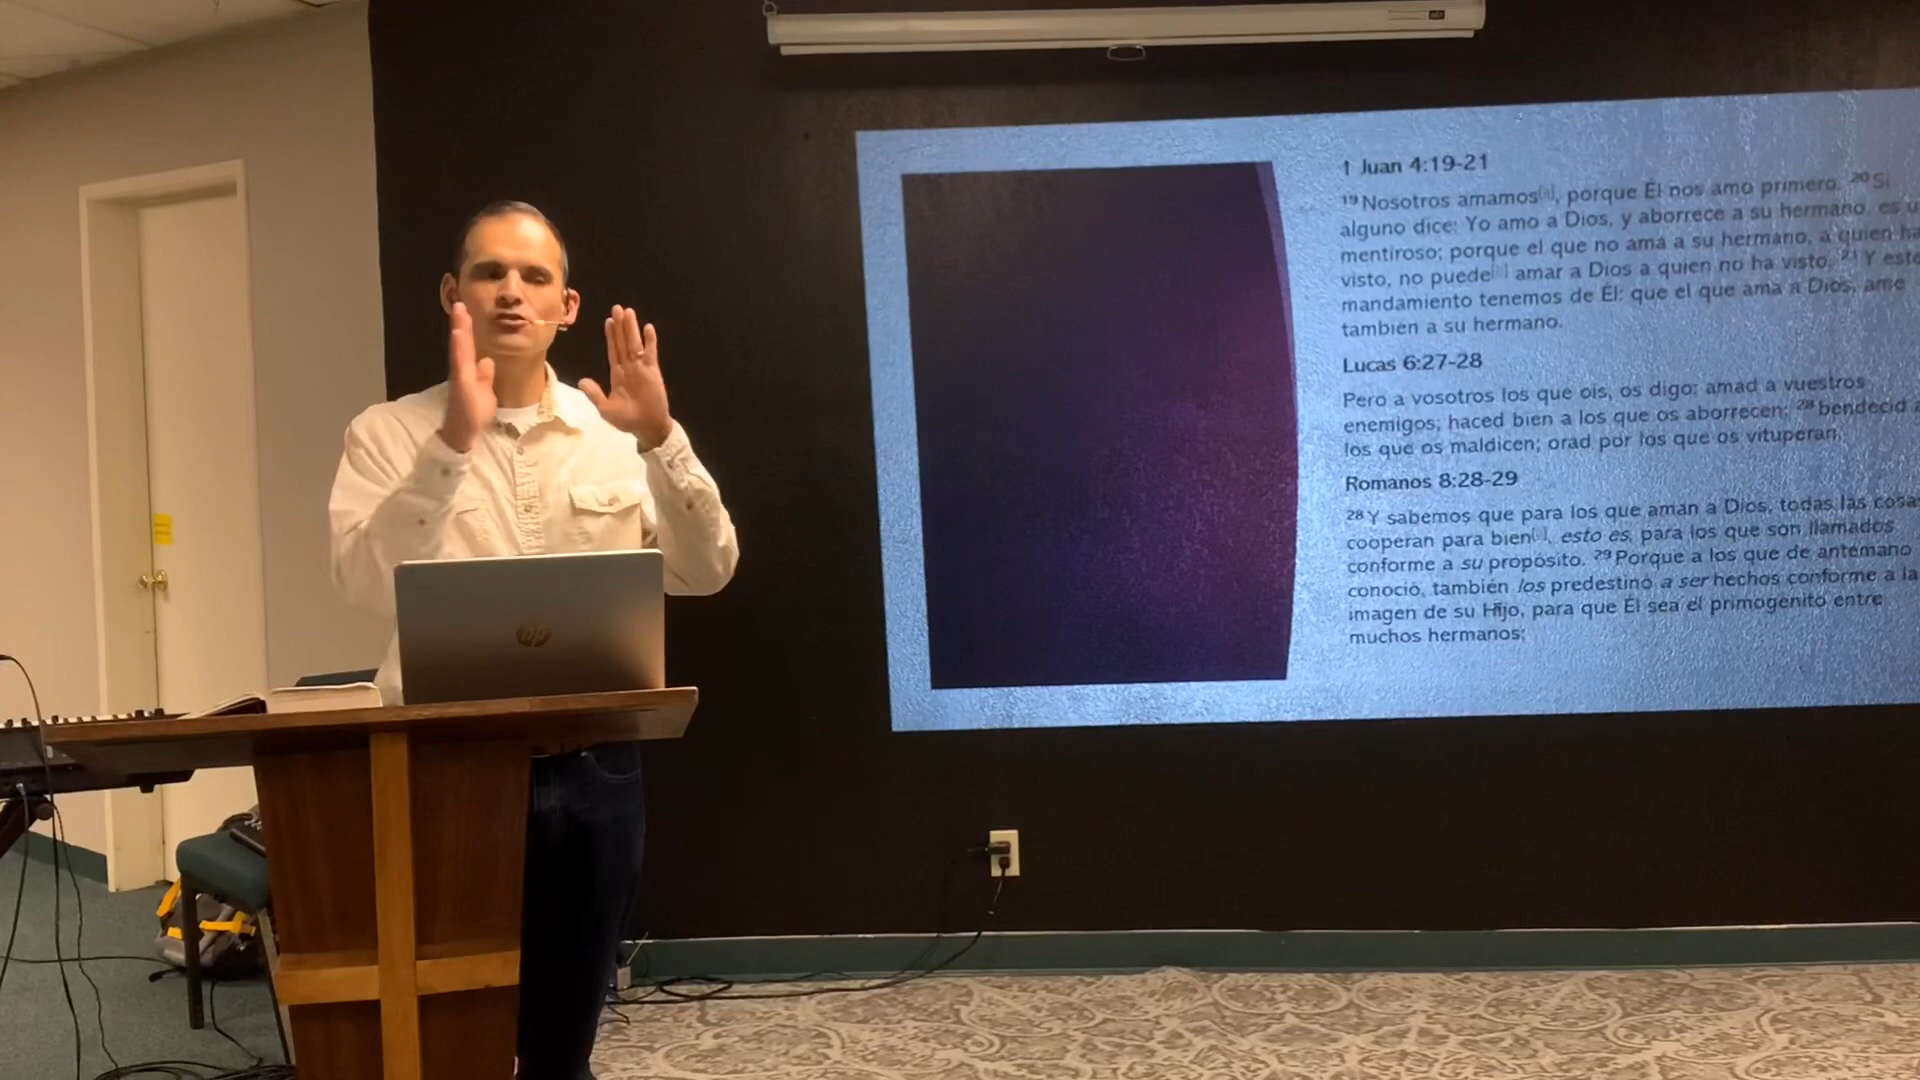 1 Juan 4:19-21
19 Nosotros amamos[a], porque Él nos amó primero. 20 Si
alguno dice: Yo amo a Dios, y aborrece a su hermano, es u
mentiroso; porque el que no ama a su hermano, a quien ha
visto, no puede[] amar a Dios a quien no ha visto. 21 Y este
mandamiento tenemos de Él: que el que ama a Dios, ame
también a su hermano.
Lucas 6:27-28
Pero a vosotros los que oís, os digo: amad a vuestros
enemigos; haced bien a los que os aborrecen; 28 bendecid a
los que os maldicen; orad por los que os vituperan.
Romanos 8:28-29
28 Y sabemos que para los que aman a Dios, todas las cosa
cooperan para bien[], esto es, para los que son llamados
conforme a su propósito. 29 Porque a los que de antemano
conoció, también los predestinó a ser hechos conforme a la
imagen de su Hijo, para que Él sea el primogénito entre
muchos hermanos;
hp